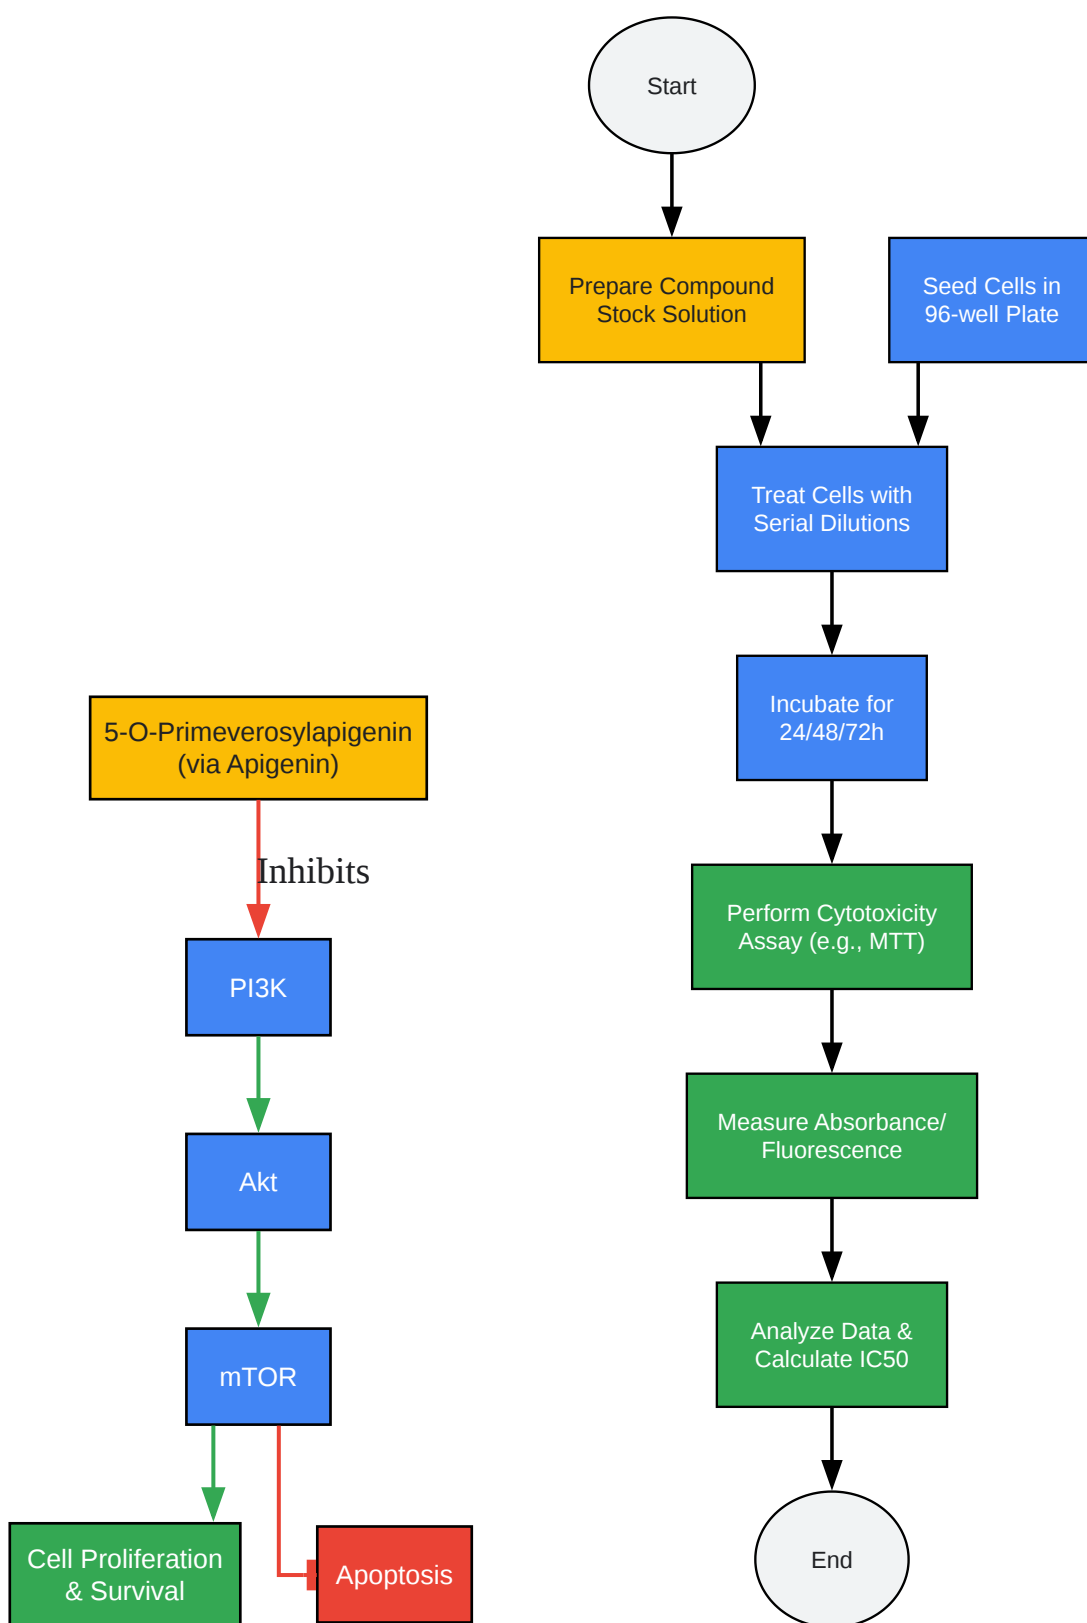 Start
Prepare Compound
Stock Solution
Seed Cells in
96-well Plate
Treat Cells with
Serial Dilutions
Incubate for
24/48/72h
5-O-Primeverosylapigenin
(via Apigenin)
Inhibits
Perform Cytotoxicity
Assay (e.g., MTT)
PI3K
Measure Absorbance/
Fluorescence
Akt
Analyze Data &
Calculate IC50
mTOR
Cell Proliferation
& Survival
Apoptosis
End